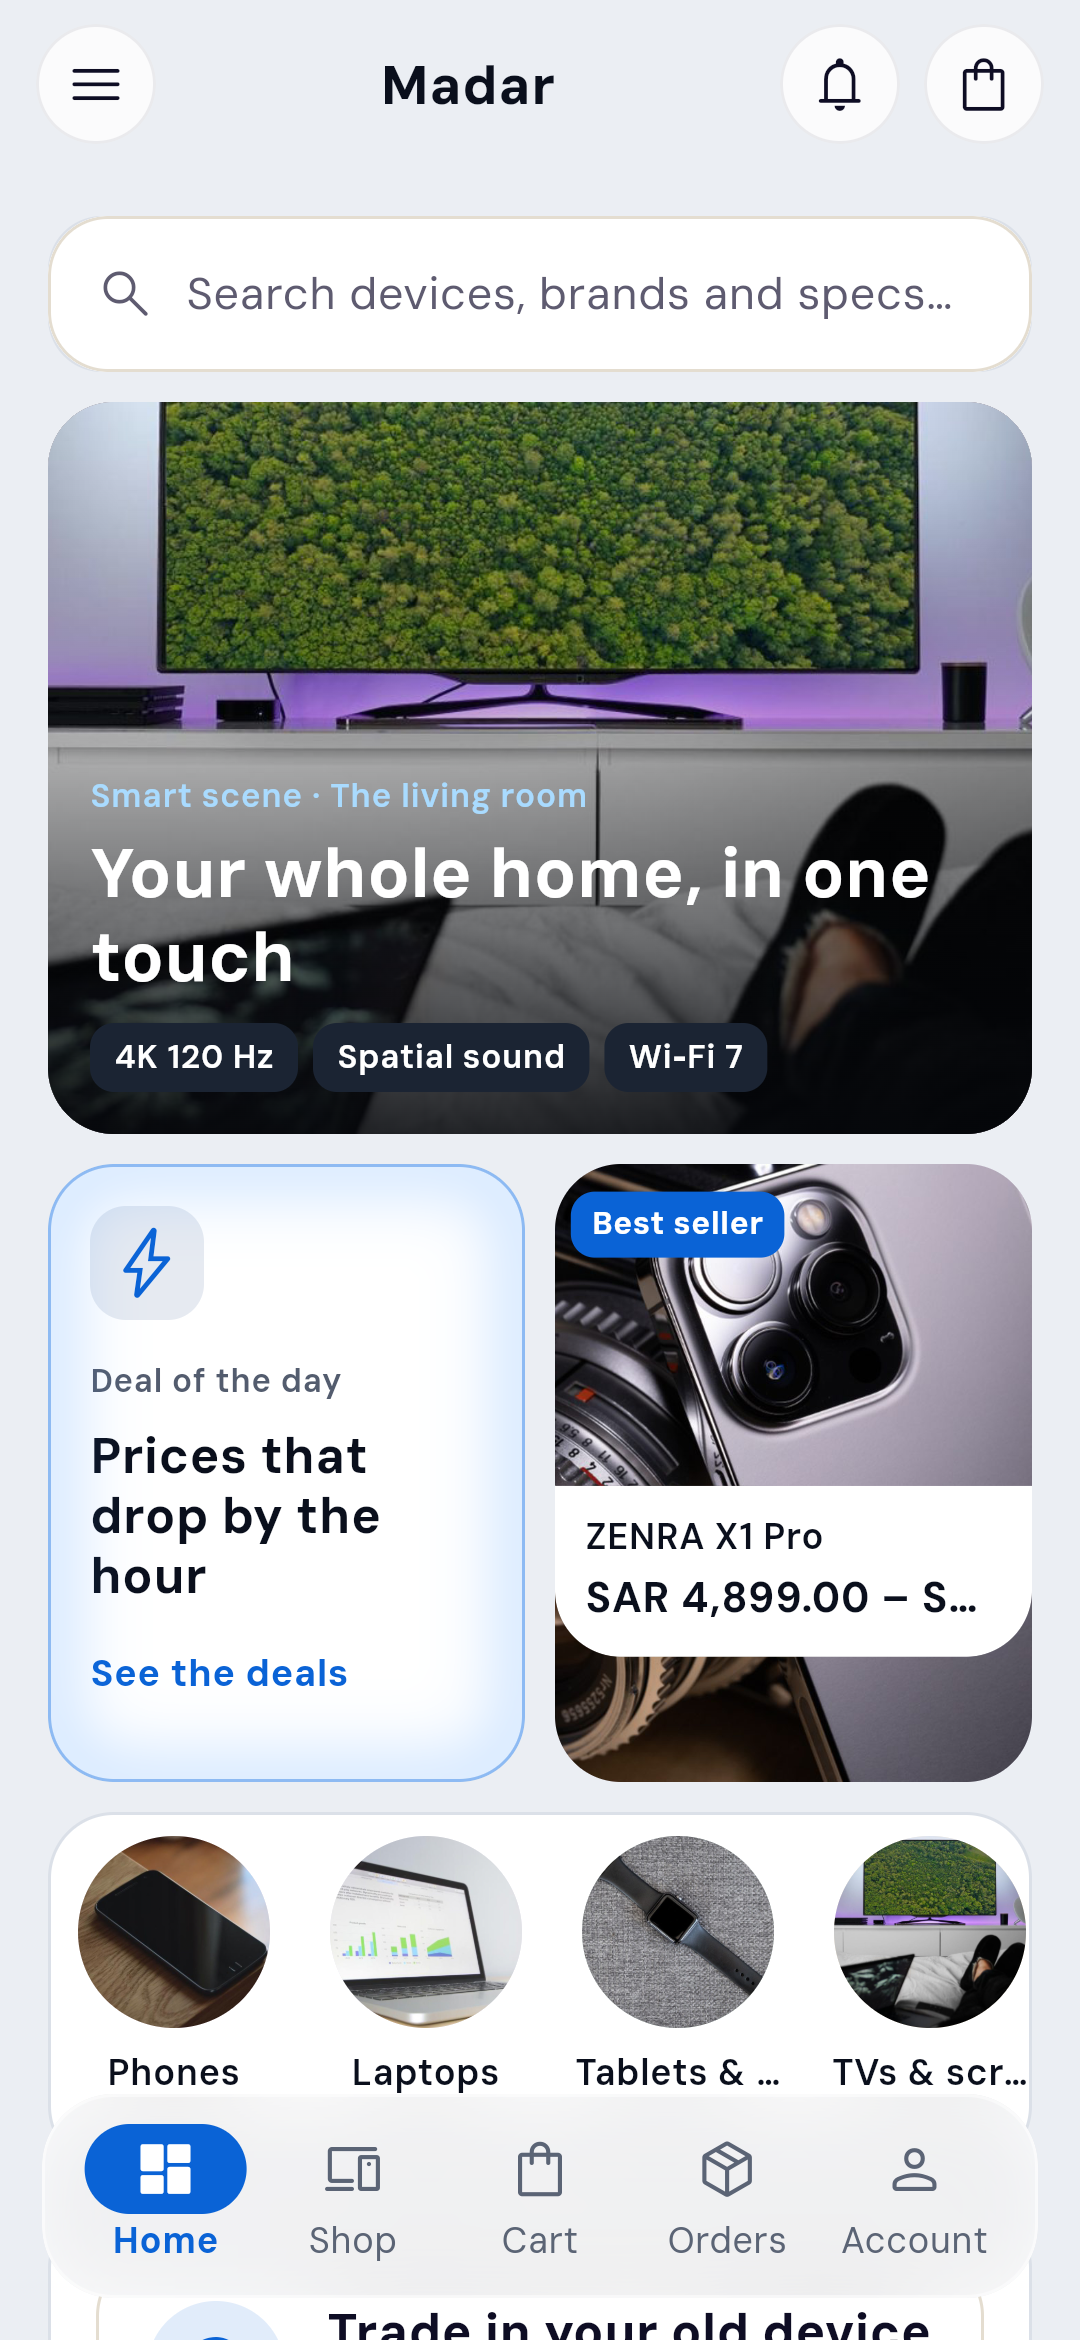 Madar
Search devices, brands and specs...
Smart scene · The living room
Your whole home, in one
touch
4K 120 Hz
Spatial sound
Wi-Fi 7
Deal of the day
Prices that
drop by the
hour
See the deals
Best seller
ZENRA X1 Pro
SAR 4,899.00 – S...
Phones
Laptops
Tablets & ...
TVs & scr...
Home
Shop
Cart
Orders
Account
Trade in your old device